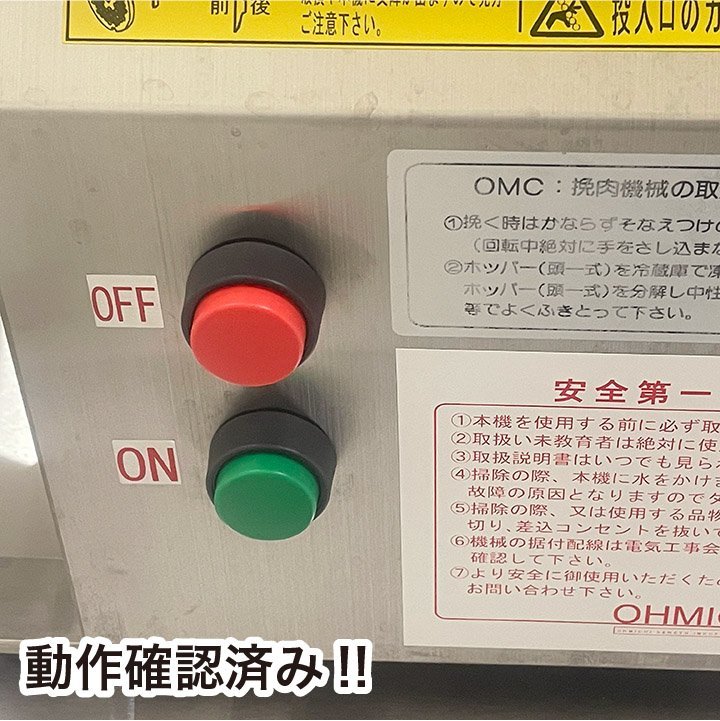 前 後
ご注意下さい。
投入口の
OMC：挽肉機械の取
①挽く時はかならずそなえつけの
（回転中絶対に手をさし込まな
②ホッパー（頭一式）を冷蔵庫で凍
ホッパー（頭一式）を分解し中性
等でよくふきとって下さい。
OFF
ON
安全第一
①本機を使用する前に必ず取
②取扱い未教育者は絶対に使
③取扱説明書はいつでも見ら
④掃除の際、本機に水をかけ
故障の原因となりますので
⑤掃除の際、又は使用する品物
切り、差込コンセントを抜いて
⑥機械の据付配線は電気工事会
確認して下さい。
⑦より安全に御使用いただくた
お問い合わせ下さい。
OHMIC
動作確認済み!!